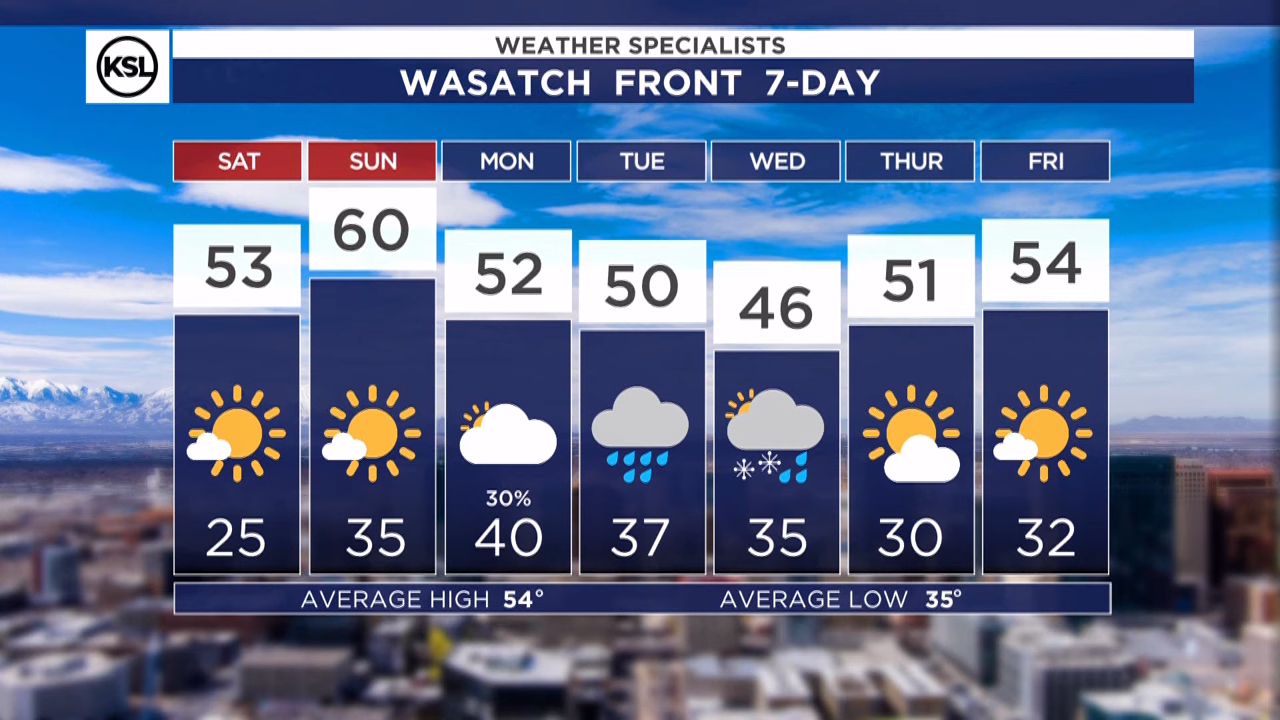 KSL
WEATHER SPECIALISTS
WASATCH FRONT 7-DAY
SAT SUN MON TUE WED THUR FRI
53 60 52 50 46 51 54
30%
25 35 40 37 35 30 32
AVERAGE HIGH 54° AVERAGE LOW 35°